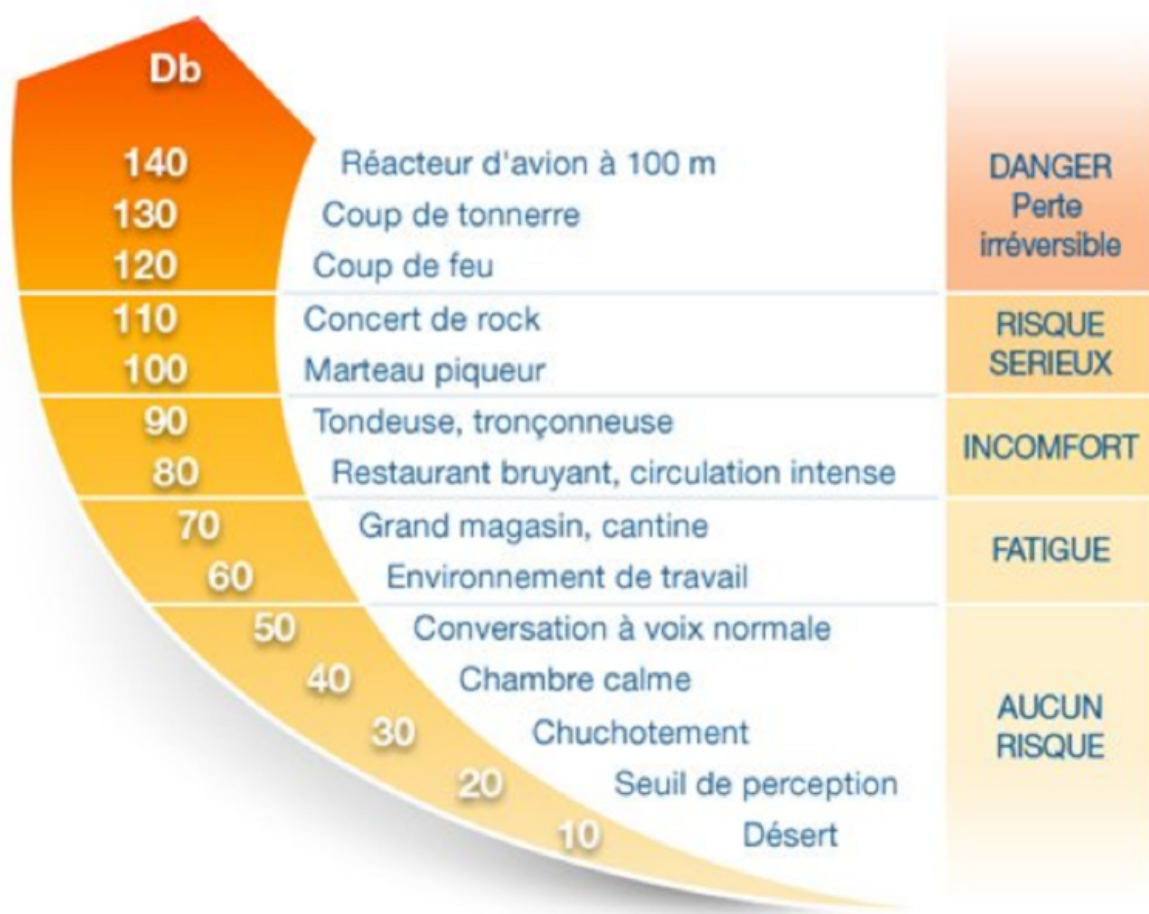 Db
140 Réacteur d'avion à 100 m
130 Coup de tonnerre
120 Coup de feu
DANGER
Perte
irréversible
110 Concert de rock
100 Marteau piqueur
RISQUE
SERIEUX
90 Tondeuse, tronçonneuse
80 Restaurant bruyant, circulation intense
INCOMFORT
70 Grand magasin, cantine
60 Environnement de travail
FATIGUE
50 Conversation à voix normale
40 Chambre calme
30 Chuchotement
20 Seuil de perception
10 Désert
AUCUN
RISQUE